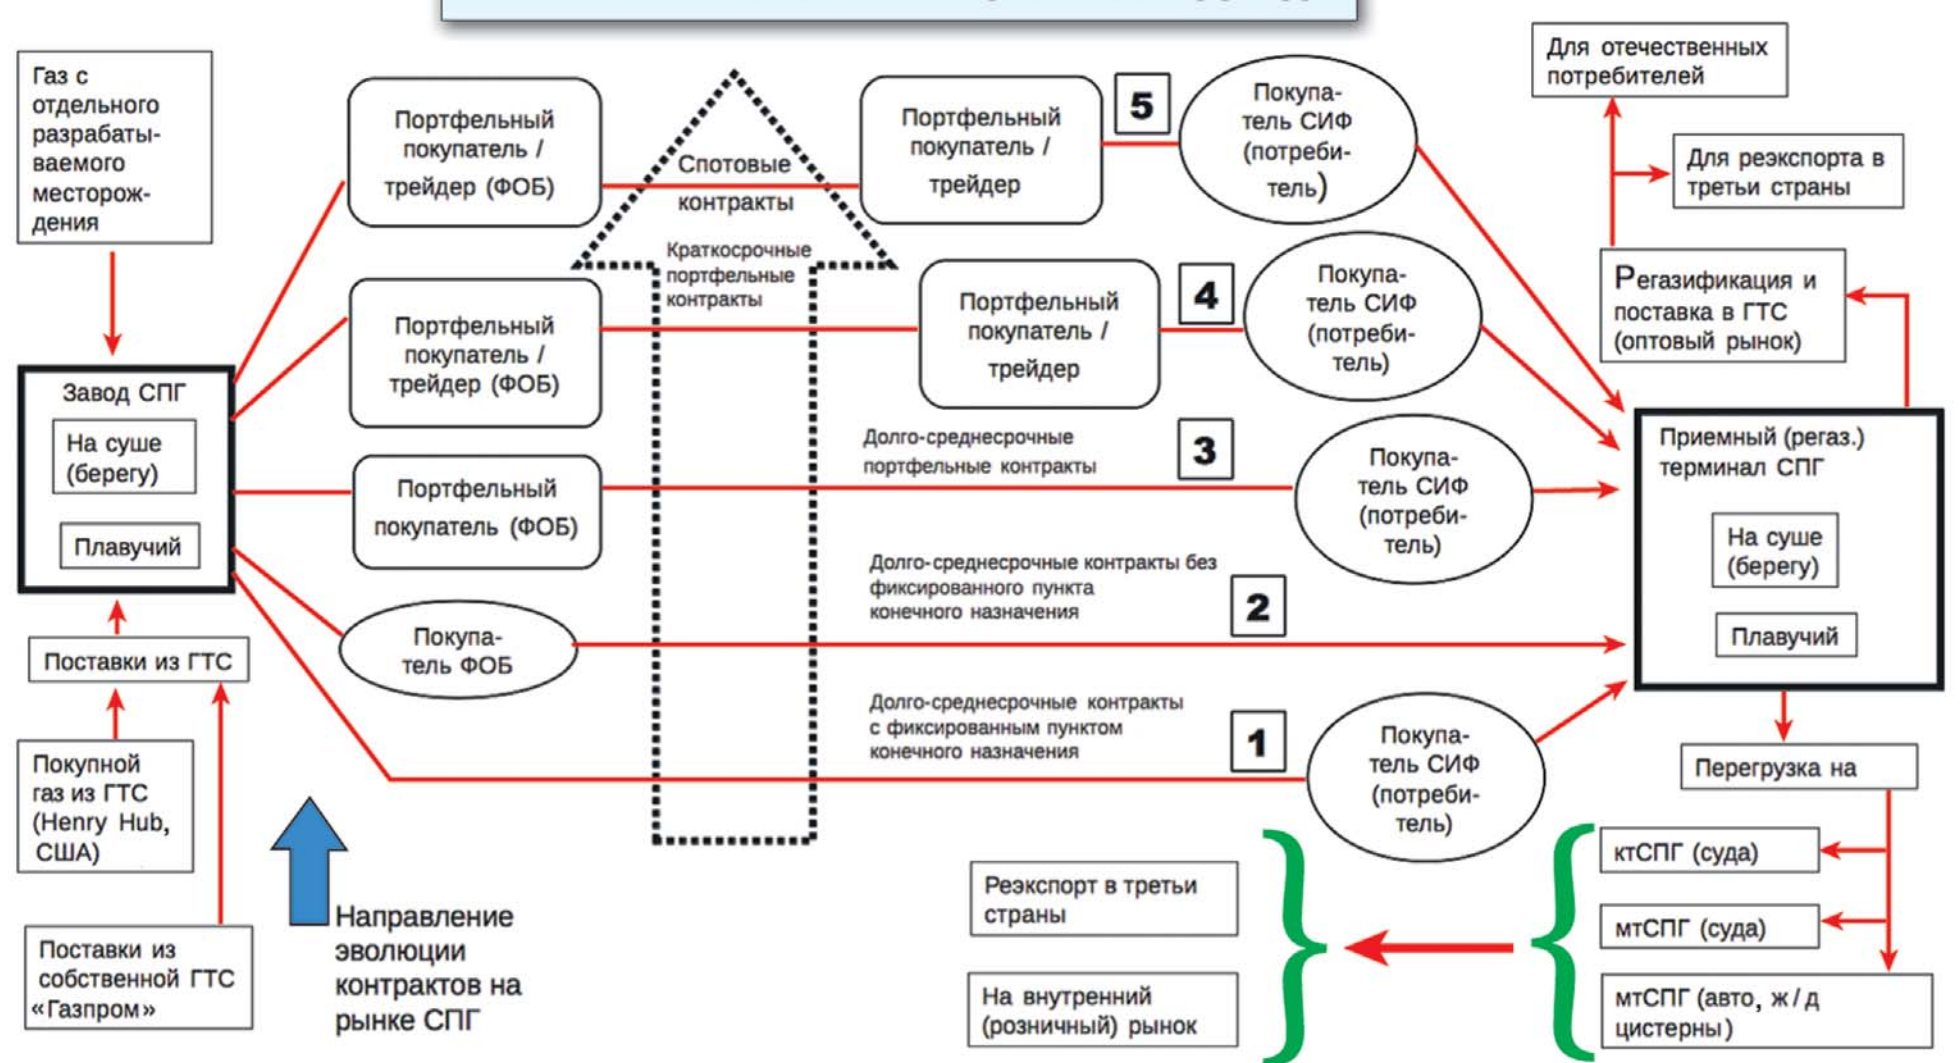 Газ с
отдельного
разрабаты-
ваемого
месторож-
дения
Завод СПГ
На суше
(берегу)
Плавучий
Поставки из ГТС
Покупной
газ из ГТС
(Henry Hub,
США)
Поставки из
собственной ГТС
«Газпром»
Направление
эволюции
контрактов на
рынке СПГ
Портфельный
покупатель /
трейдер (ФОБ)
Портфельный
покупатель /
трейдер (ФОБ)
Портфельный
покупатель (ФОБ)
Покупа-
тель ФОБ
Спотовые
контракты
Краткосрочные
портфельные
контракты
Портфельный
покупатель /
трейдер
5
Покупа-
тель СИФ
(потреби-
тель)
Портфельный
покупатель /
трейдер
4
Покупа-
тель СИФ
(потреби-
тель)
Долго-среднесрочные
портфельные контракты
3
Покупа-
тель СИФ
(потреби-
тель)
Долго-среднесрочные контракты без
фиксированного пункта
конечного назначения
2
Долго-среднесрочные контракты
с фиксированным пунктом
конечного назначения
1
Покупа-
тель СИФ
(потреби-
тель)
Для отечественных
потребителей
Для реэкспорта в
третьи страны
Регазификация и
поставка в ГТС
(оптовый рынок)
Приемный (регаз.)
терминал СПГ
На суше
(берегу)
Плавучий
Перегрузка на
ктСПГ (суда)
мтСПГ (суда)
мтСПГ (авто, ж/д
цистерны)
Реэкспорт в третьи
страны
На внутренний
(розничный) рынок